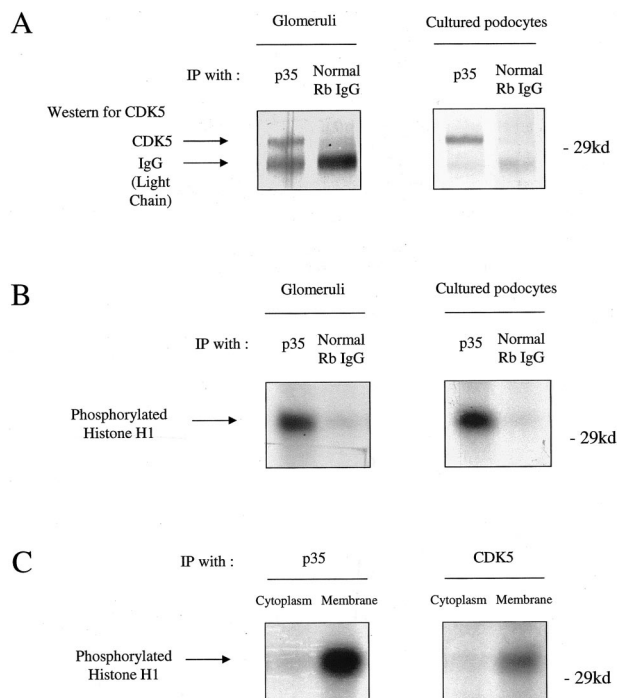 A
Glomeruli
Cultured podocytes
IP with :
p35
Normal
Rb IgG
p35
Normal
Rb IgG
Western for CDK5
CDK5
IgG
(Light
Chain)
- 29kd
B
Glomeruli
Cultured podocytes
IP with :
p35
Normal
Rb IgG
p35
Normal
Rb IgG
Phosphorylated
Histone H1
- 29kd
C
IP with :
p35
CDK5
Cytoplasm
Membrane
Cytoplasm
Membrane
Phosphorylated
Histone H1
- 29kd